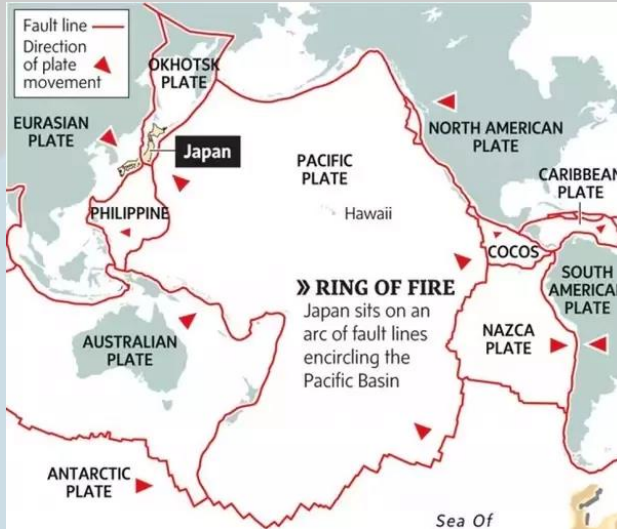 Fault line
Direction
of plate
movement
OKHOTSK
PLATE
EURASIAN
PLATE
Japan
NORTH AMERICAN
PLATE
PACIFIC
PLATE
CARIBBEAN
PLATE
PHILIPPINE
Hawaii
COCOS
» RING OF FIRE
Japan sits on an
arc of fault lines
encircling the
Pacific Basin
SOUTH
AMERICAN
PLATE
NAZCA
PLATE
AUSTRALIAN
PLATE
ANTARCTIC
PLATE
Sea Of